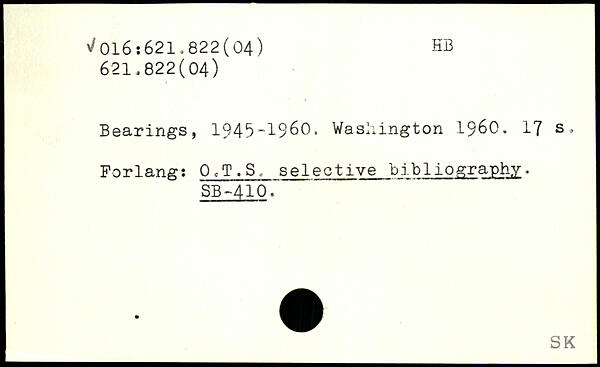 √016:621.822(04) HB
621.822(04)
Bearings, 1945-1960. Washington 1960. 17 s.
Forlang: O.T.S. selective bibliography.
SB-410.
SK